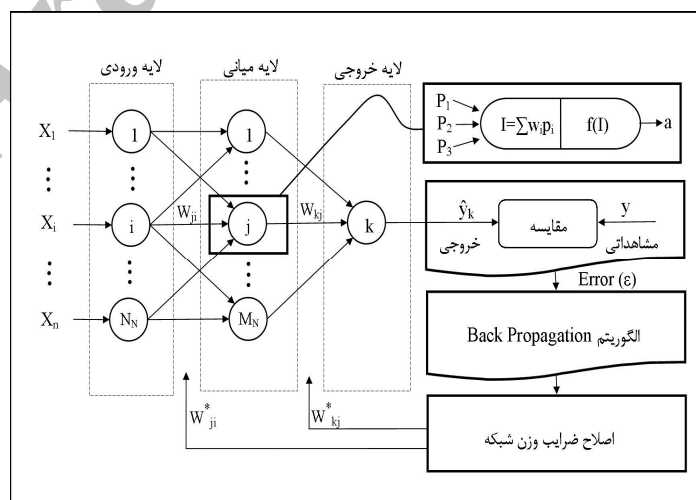 لایه ورودی
لایه میانی
لایه خروجی
X1
Xi
Xn
1
i
NN
Wji
1
j
MN
Wkj
k
P1
P2
P3
I=∑wipi
f(I)
a
ŷk
خروجی
مقایسه
y
مشاهداتی
Error (ε)
الگوریتم Back Propagation
اصلاح ضرایب وزن شبکه
W*ji
W*kj